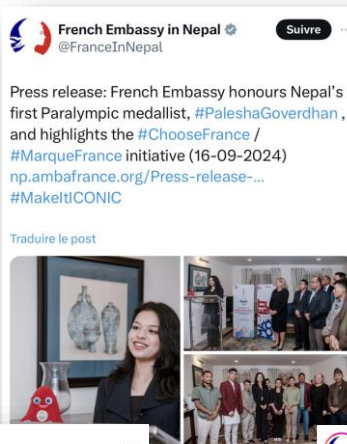 French Embassy in Nepal
@FranceInNepal
Suivre
Press release: French Embassy honours Nepal's
first Paralympic medallist, #PaleshaGoverdhan ,
and highlights the #ChooseFrance /
#MarqueFrance initiative (16-09-2024)
np.ambafrance.org/Press-release-...
#MakeItICONIC
Traduire le post